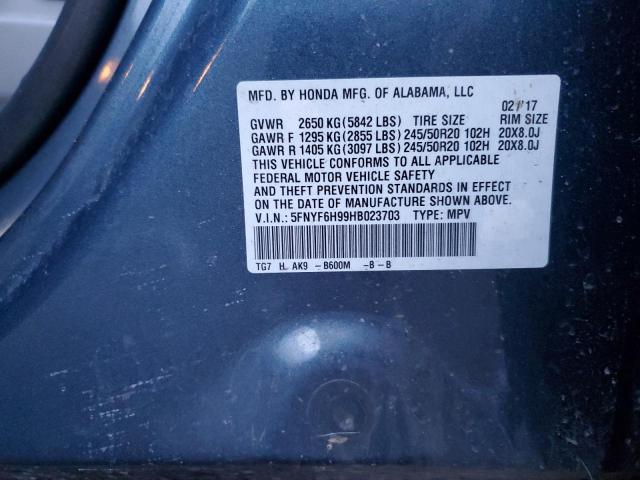 MFD. BY HONDA MFG. OF ALABAMA, LLC
02/17
GVWR 2650 KG (5842 LBS) TIRE SIZE RIM SIZE
GAWR F 1295 KG (2855 LBS) 245/50R20 102H 20X8.0J
GAWR R 1405 KG (3097 LBS) 245/50R20 102H 20X8.0J
THIS VEHICLE CONFORMS TO ALL APPLICABLE
FEDERAL MOTOR VEHICLE SAFETY
AND THEFT PREVENTION STANDARDS IN EFFECT
ON THE DATE OF MANUFACTURE SHOWN ABOVE.
V.I.N.: 5FNYF6H99HB023703 TYPE: MPV
TG7 H AK9 -B600M -B-B